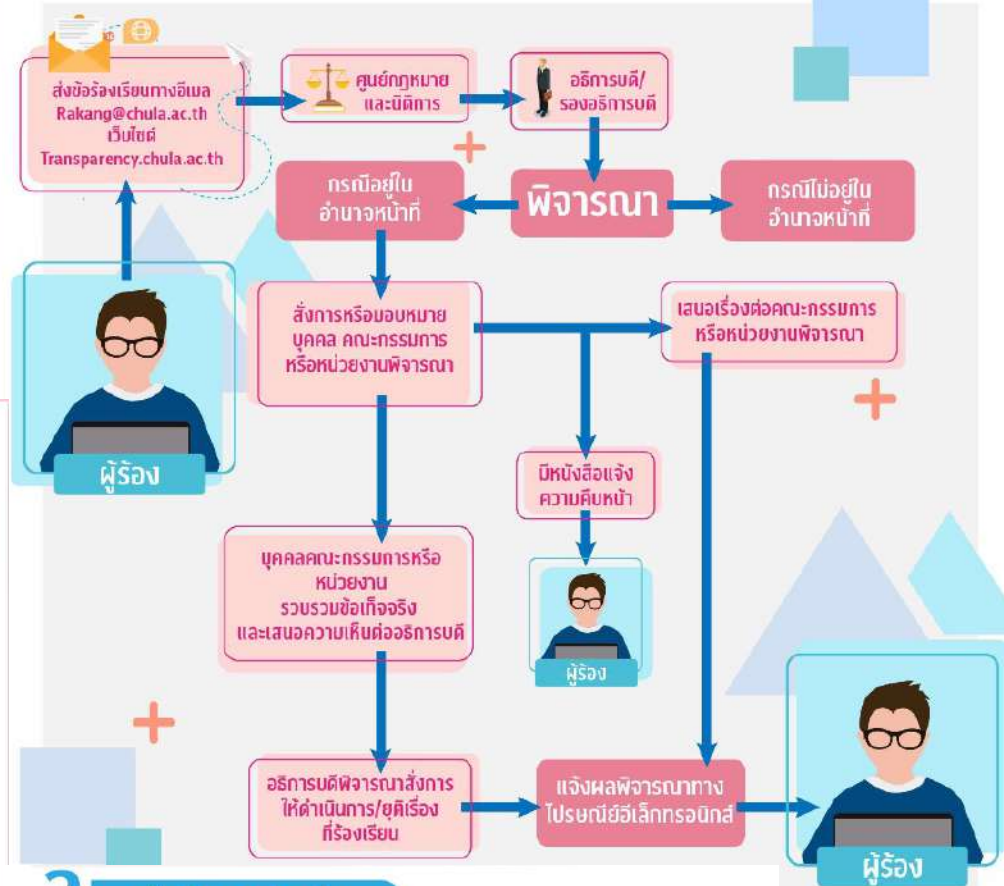 ส่งข้อร้องเรียนทางอีเมล
Rakang@chula.ac.th
เว็บไซต์
Transparency.chula.ac.th
ศูนย์กฎหมาย
และนิติการ
อธิการบดี/
รองอธิการบดี
กรณีอยู่ใน
อำนาจหน้าที่
พิจารณา
กรณีไม่อยู่ใน
อำนาจหน้าที่
สั่งการหรือมอบหมาย
บุคคล คณะกรรมการ
หรือหน่วยงานพิจารณา
เสนอเรื่องต่อคณะกรรมการ
หรือหน่วยงานพิจารณา
ผู้ร้อง
มีหนังสือแจ้ง
ความคืบหน้า
บุคคลคณะกรรมการหรือ
หน่วยงาน
รวบรวมข้อเท็จจริง
และเสนอความเห็นต่ออธิการบดี
ผู้ร้อง
อธิการบดีพิจารณาสั่งการ
ให้ดำเนินการ/ยุติเรื่อง
ที่ร้องเรียน
แจ้งผลพิจารณาทาง
ไปรษณีย์อีเล็กทรอนิกส์
ผู้ร้อง